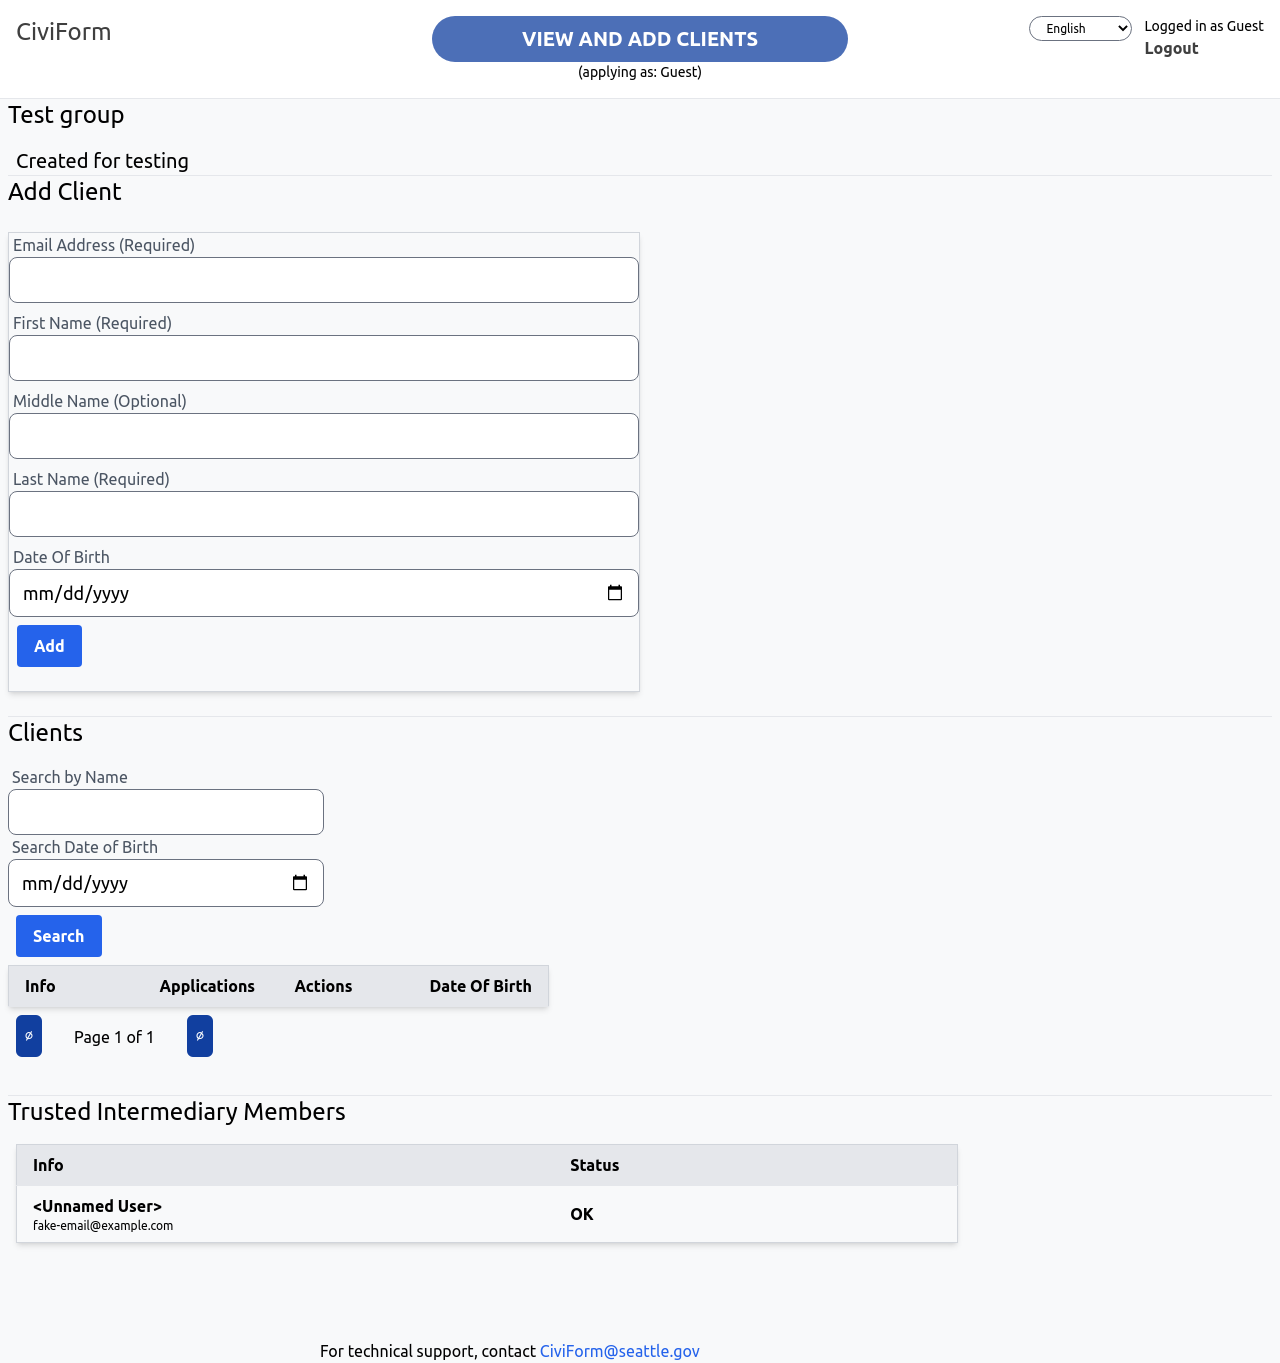 CiviForm
VIEW AND ADD CLIENTS
(applying as: Guest)
English
Logged in as Guest
Logout
Test group
Created for testing
Add Client
Email Address (Required)
First Name (Required)
Middle Name (Optional)
Last Name (Required)
Date Of Birth
mm/dd/yyyy
Add
Clients
Search by Name
Search Date of Birth
mm/dd/yyyy
Search
Info Applications Actions Date Of Birth
∅ Page 1 of 1 ∅
Trusted Intermediary Members
Info Status
<Unnamed User>
fake-email@example.com
OK
For technical support, contact CiviForm@seattle.gov